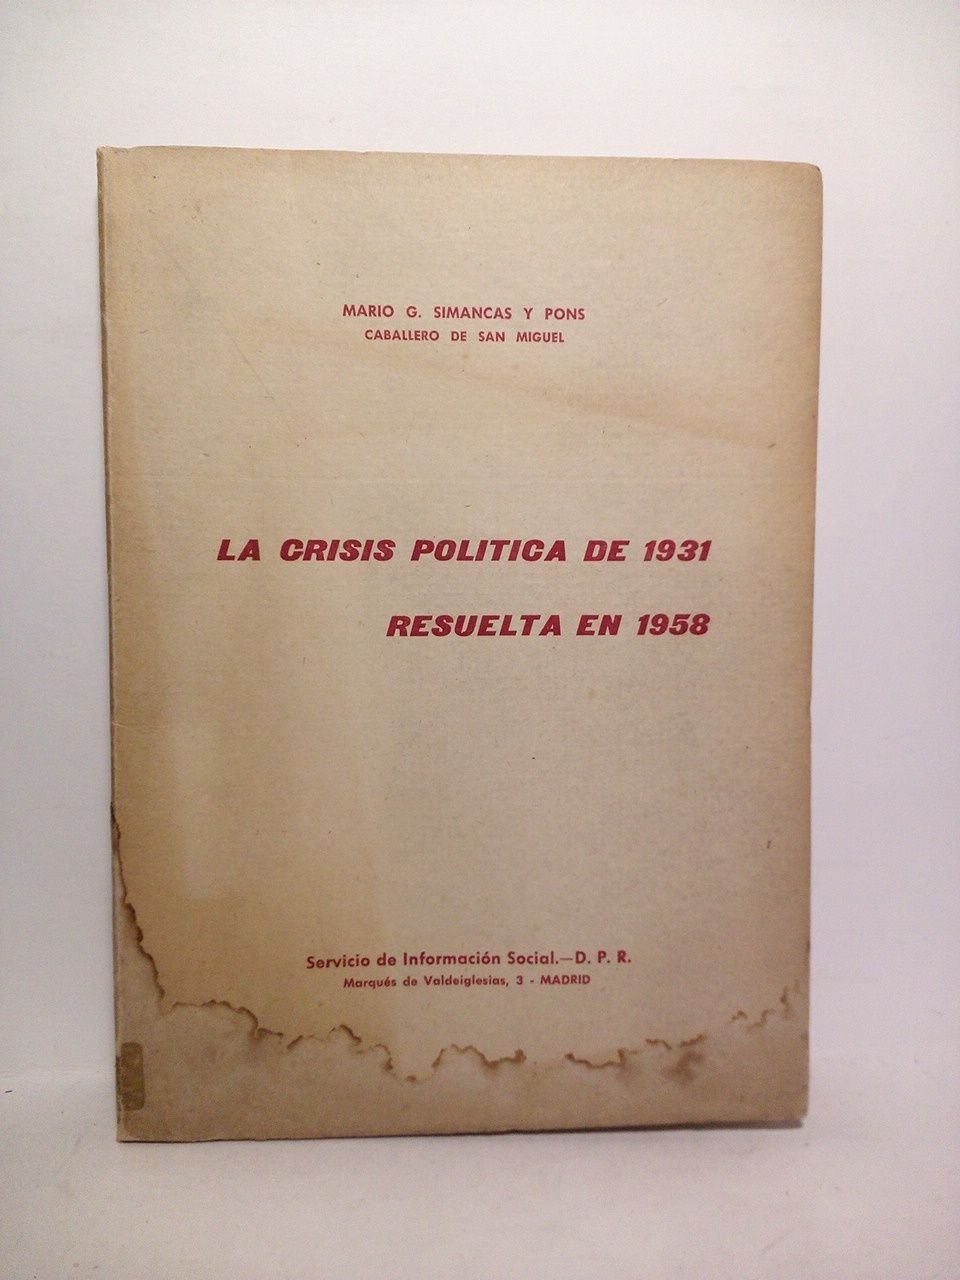 MARIO G. SIMANCAS Y PONS
CABALLERO DE SAN MIGUEL
LA CRISIS POLITICA DE 1931
RESUELTA EN 1958
Servicio de Información Social.—D. P. R.
Marqués de Valdeiglesias, 3 - MADRID